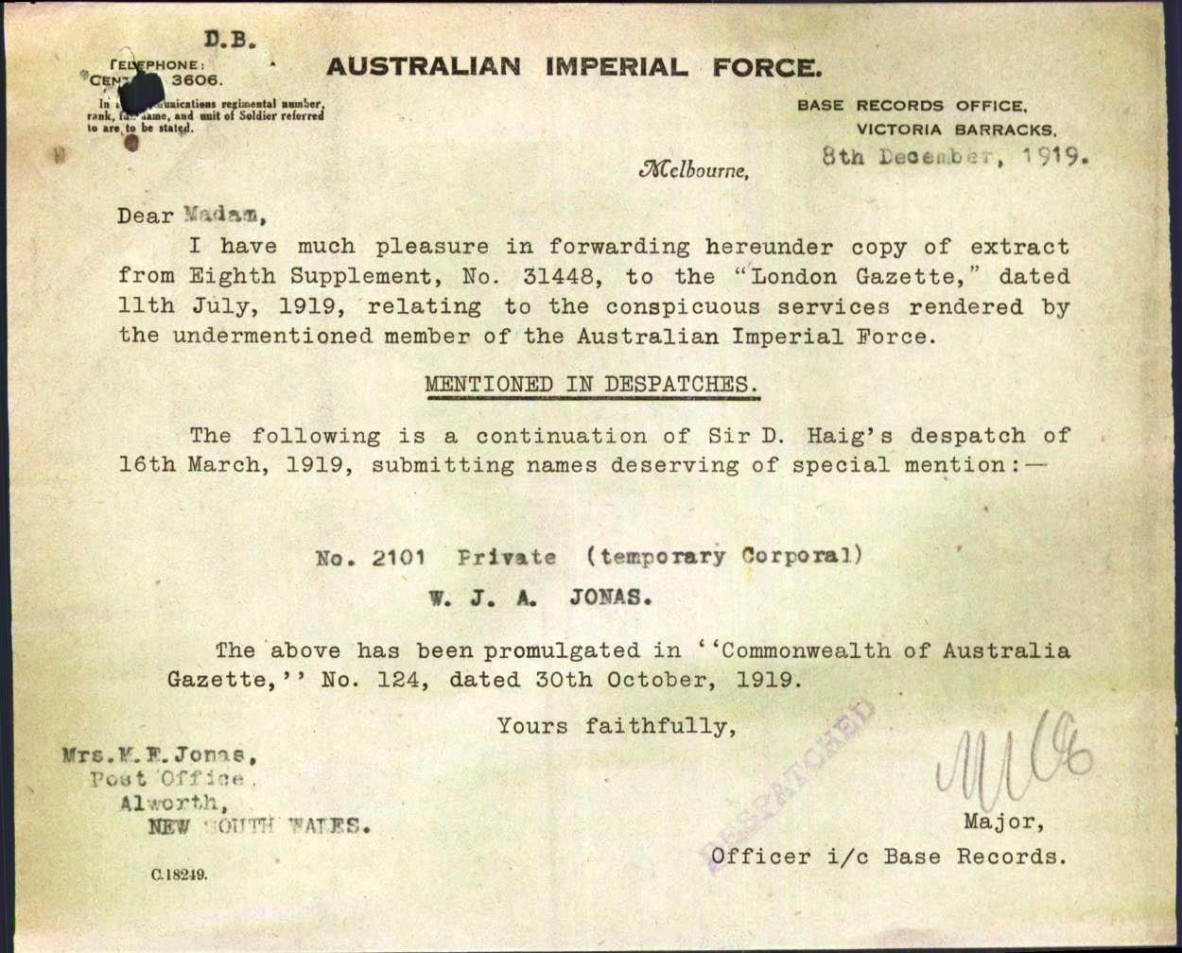 D.B.
TELEPHONE:
3606.
AUSTRALIAN IMPERIAL FORCE.
In communications regimental number,
rank, name, and unit of Soldier referred
to are to be stated.
BASE RECORDS OFFICE,
VICTORIA BARRACKS,
Melbourne, 8th December, 1919.
Dear Madam,
I have much pleasure in forwarding hereunder copy of extract
from Eighth Supplement, No. 31448, to the “London Gazette,” dated
11th July, 1919, relating to the conspicuous services rendered by
the undermentioned member of the Australian Imperial Force.
MENTIONED IN DESPATCHES.
The following is a continuation of Sir D. Haig's despatch of
16th March, 1919, submitting names deserving of special mention:—
No. 2101 Private (temporary Corporal)
W. J. A. JONAS.
The above has been promulgated in ‘‘Commonwealth of Australia
Gazette,’’ No. 124, dated 30th October, 1919.
Yours faithfully,
DESPATCHED
Mrs. Jonas,
Post Office,
Alworth,
NEW SOUTH WALES.
Major,
Officer i/c Base Records.
C.18249.